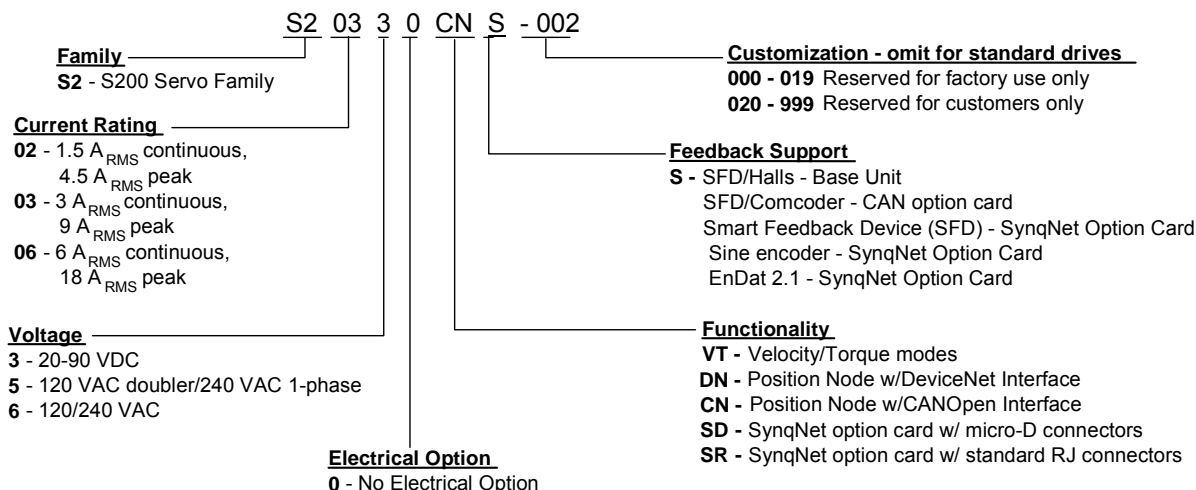 S2 03 3 0 CN S - 002
Family
S2 - S200 Servo Family
Current Rating
02 - 1.5 A RMS continuous,
4.5 A RMS peak
03 - 3 A RMS continuous,
9 A RMS peak
06 - 6 A RMS continuous,
18 A RMS peak
Voltage
3 - 20-90 VDC
5 - 120 VAC doubler/240 VAC 1-phase
6 - 120/240 VAC
Electrical Option
0 - No Electrical Option
Customization - omit for standard drives
000 - 019 Reserved for factory use only
020 - 999 Reserved for customers only
Feedback Support
S - SFD/Halls - Base Unit
SFD/Comcoder - CAN option card
Smart Feedback Device (SFD) - SynqNet Option Card
Sine encoder - SynqNet Option Card
EnDat 2.1 - SynqNet Option Card
Functionality
VT - Velocity/Torque modes
DN - Position Node w/DeviceNet Interface
CN - Position Node w/CANOpen Interface
SD - SynqNet option card w/ micro-D connectors
SR - SynqNet option card w/ standard RJ connectors